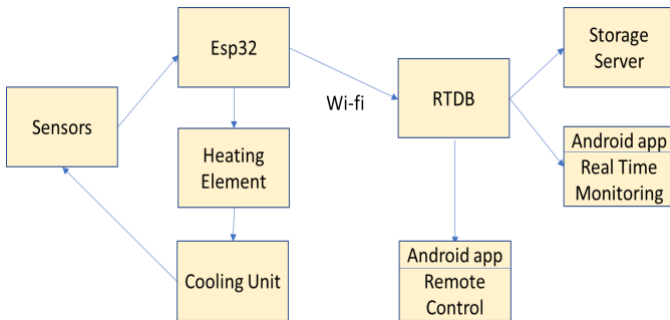 Esp32
Storage
Server
Sensors
Wi-fi
RTDB
Heating
Element
Android app
Real Time
Monitoring
Cooling Unit
Android app
Remote
Control